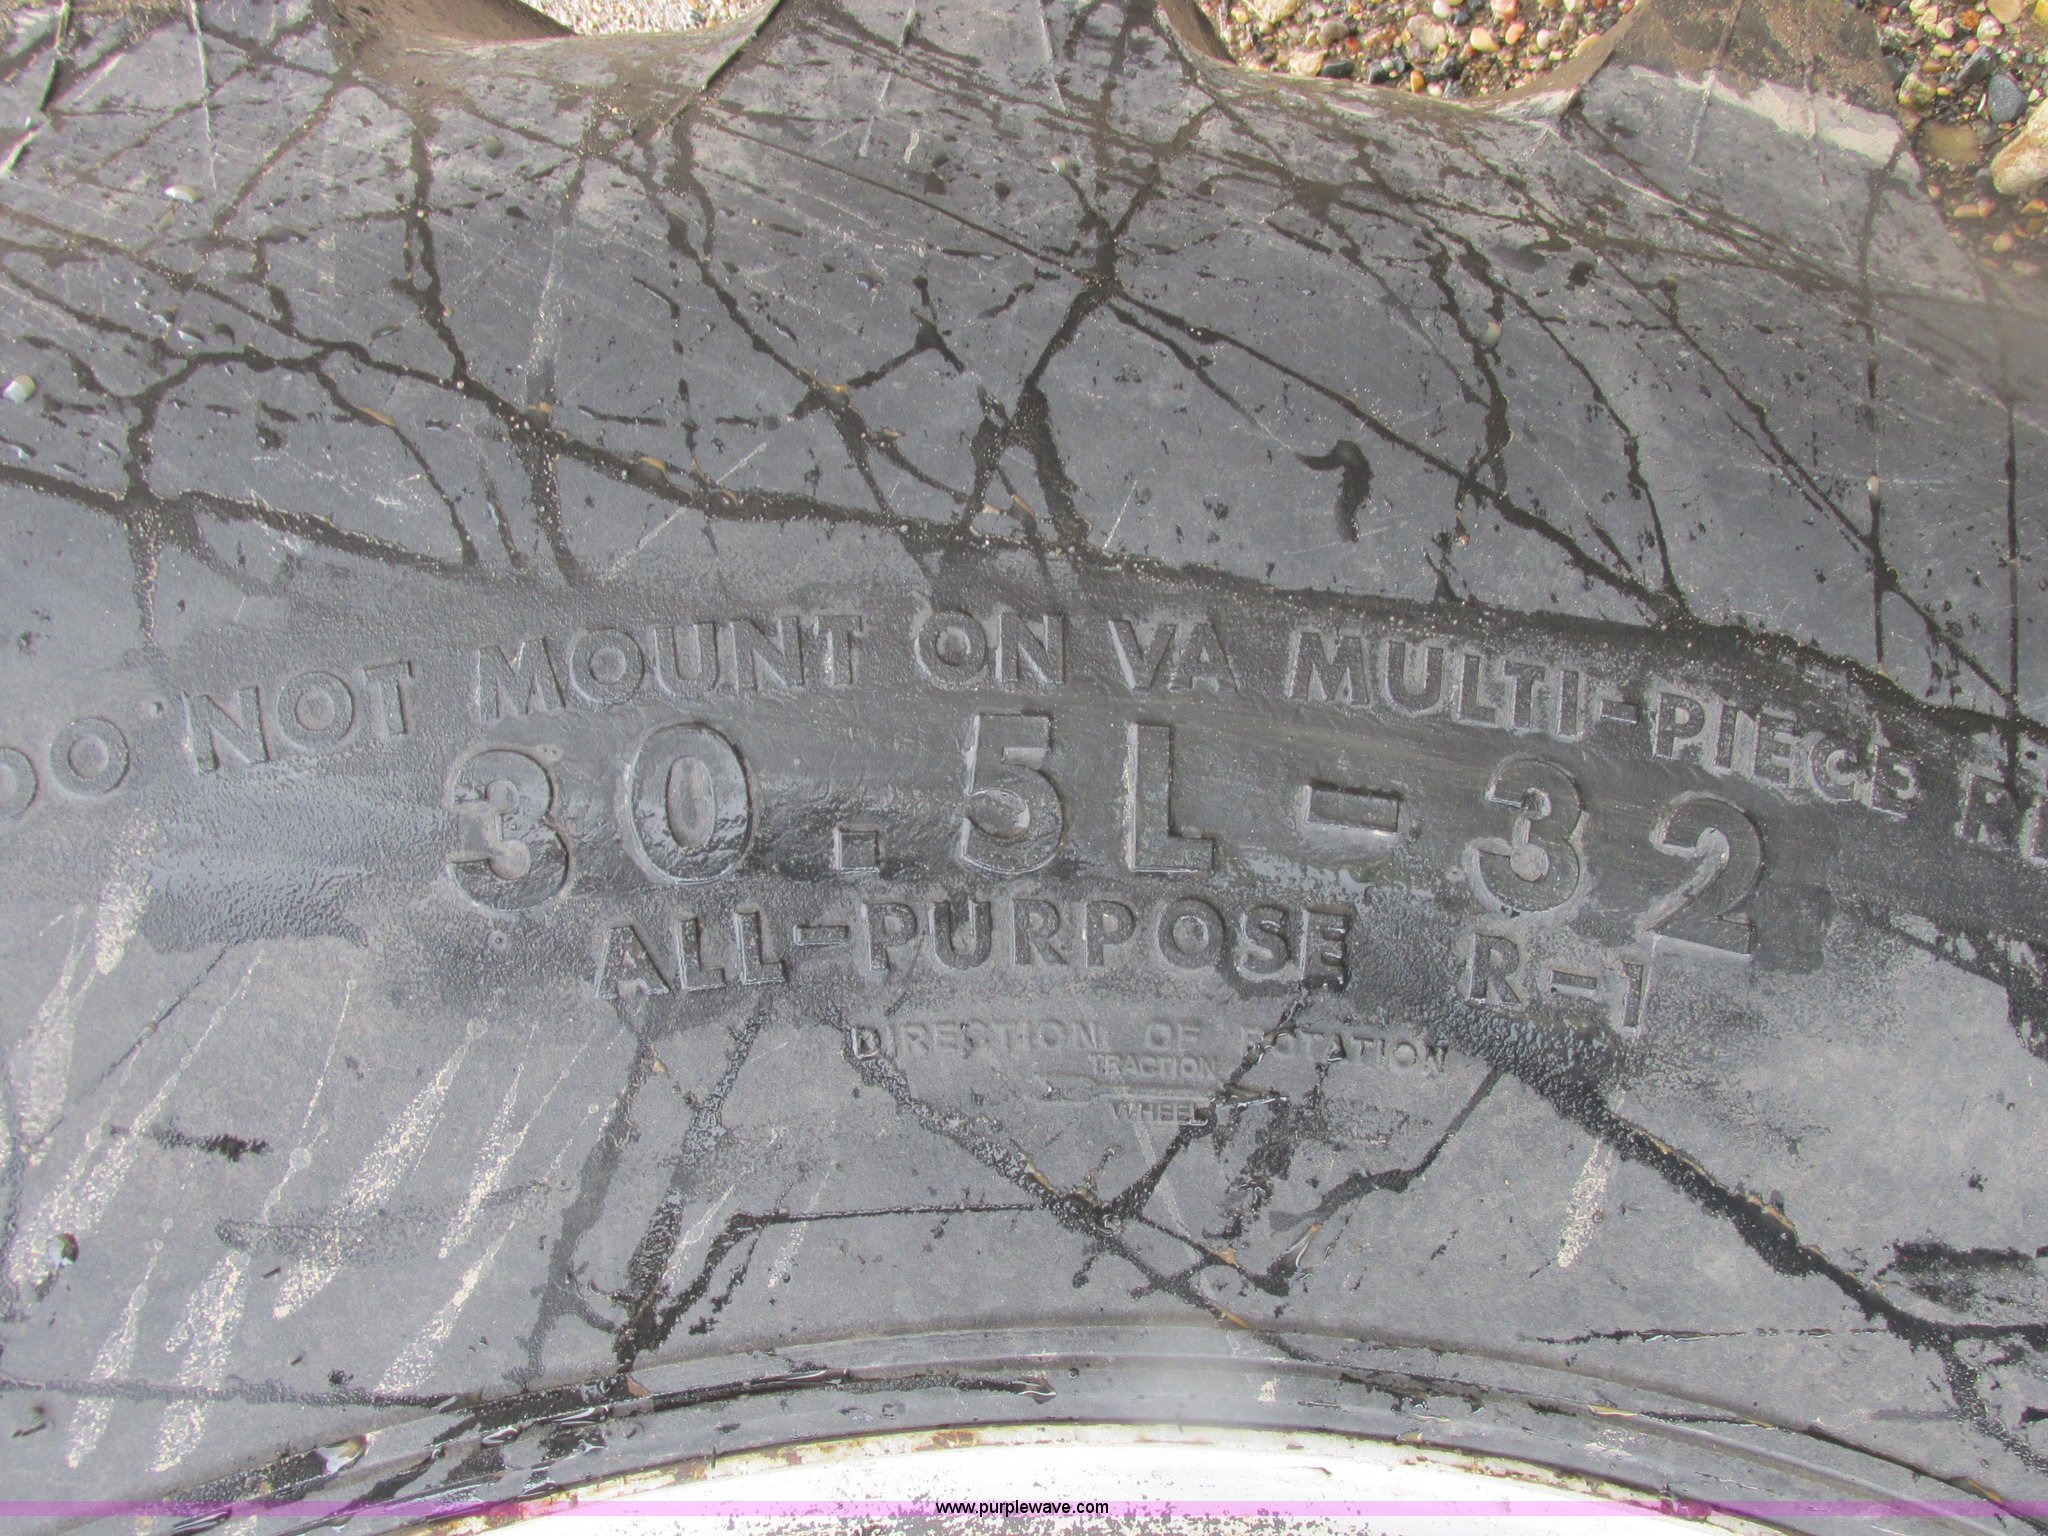 DO NOT MOUNT ON VA MULTI-PIECE
30.5L-32
ALL-PURPOSE R-1
DIRECTION OF ROTATION
TRACTION
WHEEL
www.purplewave.com